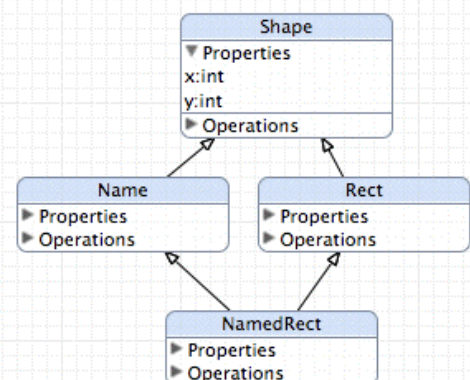 Shape
Properties
x:int
y:int
Operations
Name
Properties
Operations
Rect
Properties
Operations
NamedRect
Properties
Operations